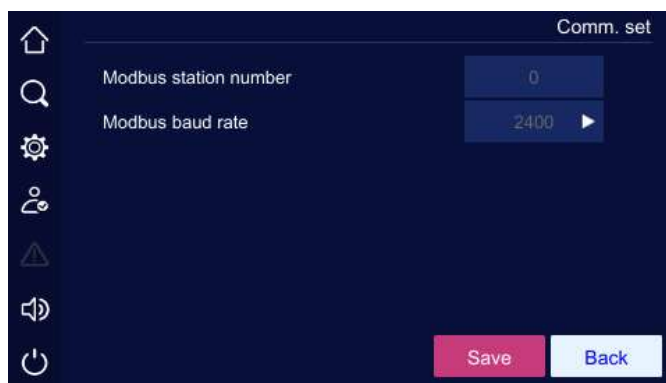 Comm. set
Modbus station number 0
Modbus baud rate 2400
Save Back